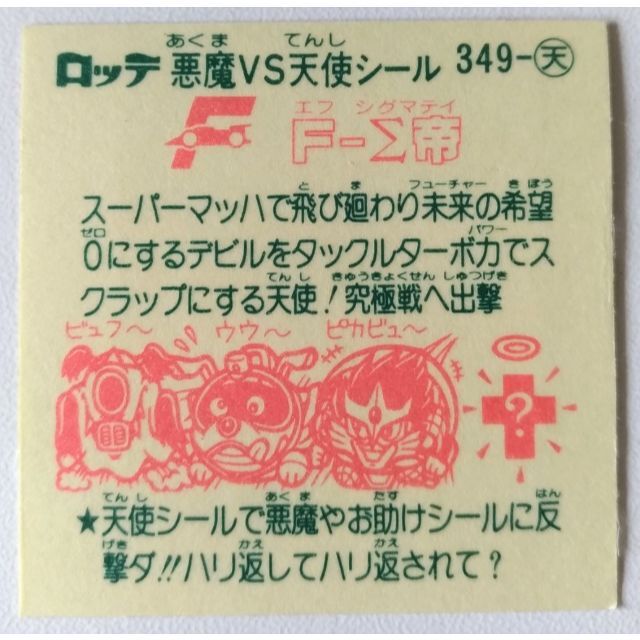 あくま てんし
ロッテ 悪魔VS天使シール 349-天
エフ シグマテイ
F F-Σ帝
とま フューチャー きぼう
スーパーマッハで飛び廻わり未来の希望
ゼロ パワー
0にするデビルをタックルターボ力でス
てんし きゅうきょくせん しゅつげき
クラップにする天使!究極戦へ出撃
ビュフ〜 ウウ〜 ピカビュ〜
?
てんし あくま たす はん
★天使シールで悪魔やお助けシールに反
げき かえ かえ
撃ダ!!ハリ返してハリ返されて?